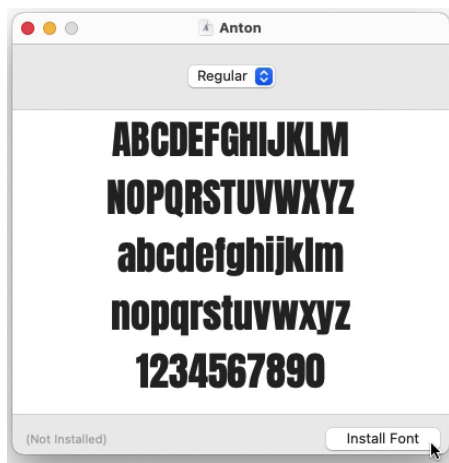 Anton
Regular
ABCDEFGHIJKLM
NOPQRSTUVWXYZ
abcdefghijklm
nopqrstuvwxyz
1234567890
(Not Installed)
Install Font